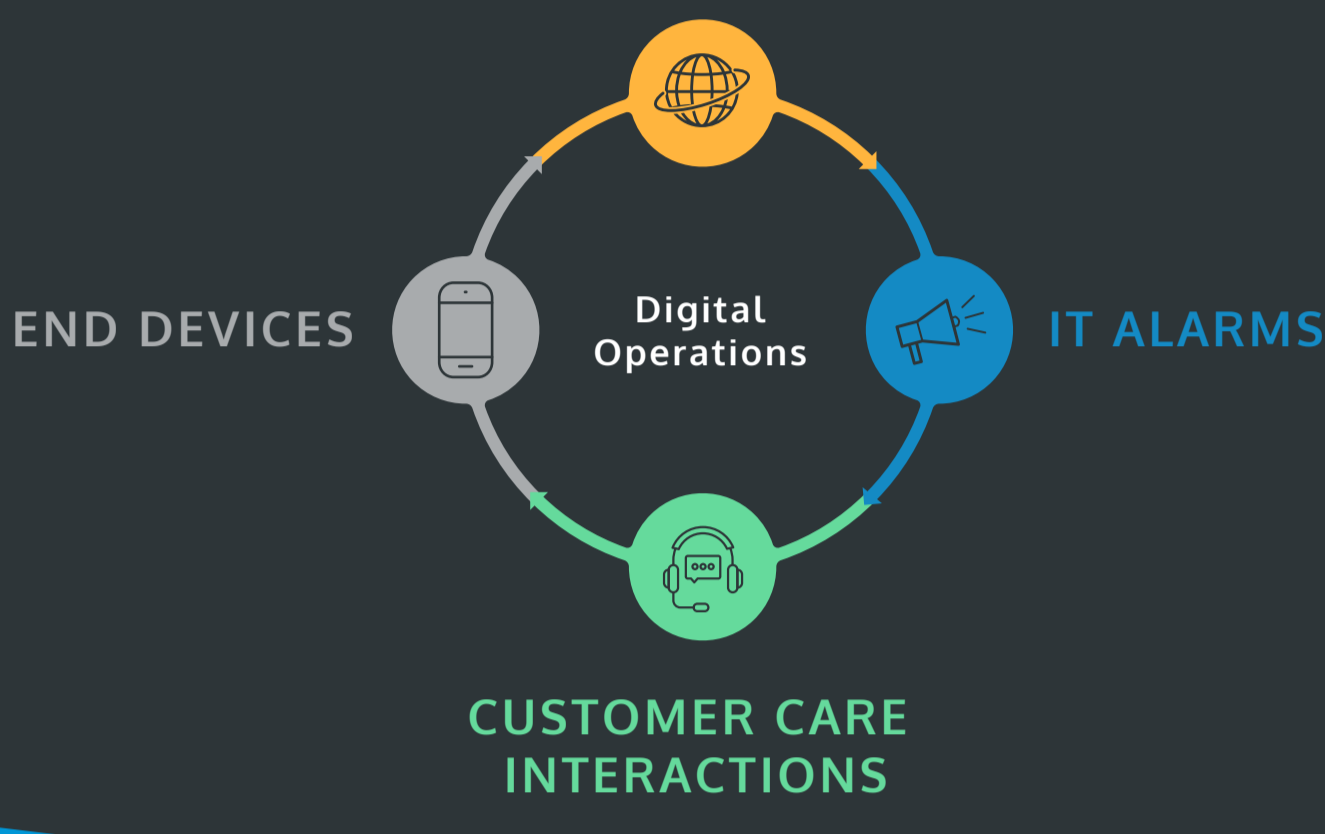 END DEVICES
Digital
Operations
IT ALARMS
CUSTOMER CARE
INTERACTIONS